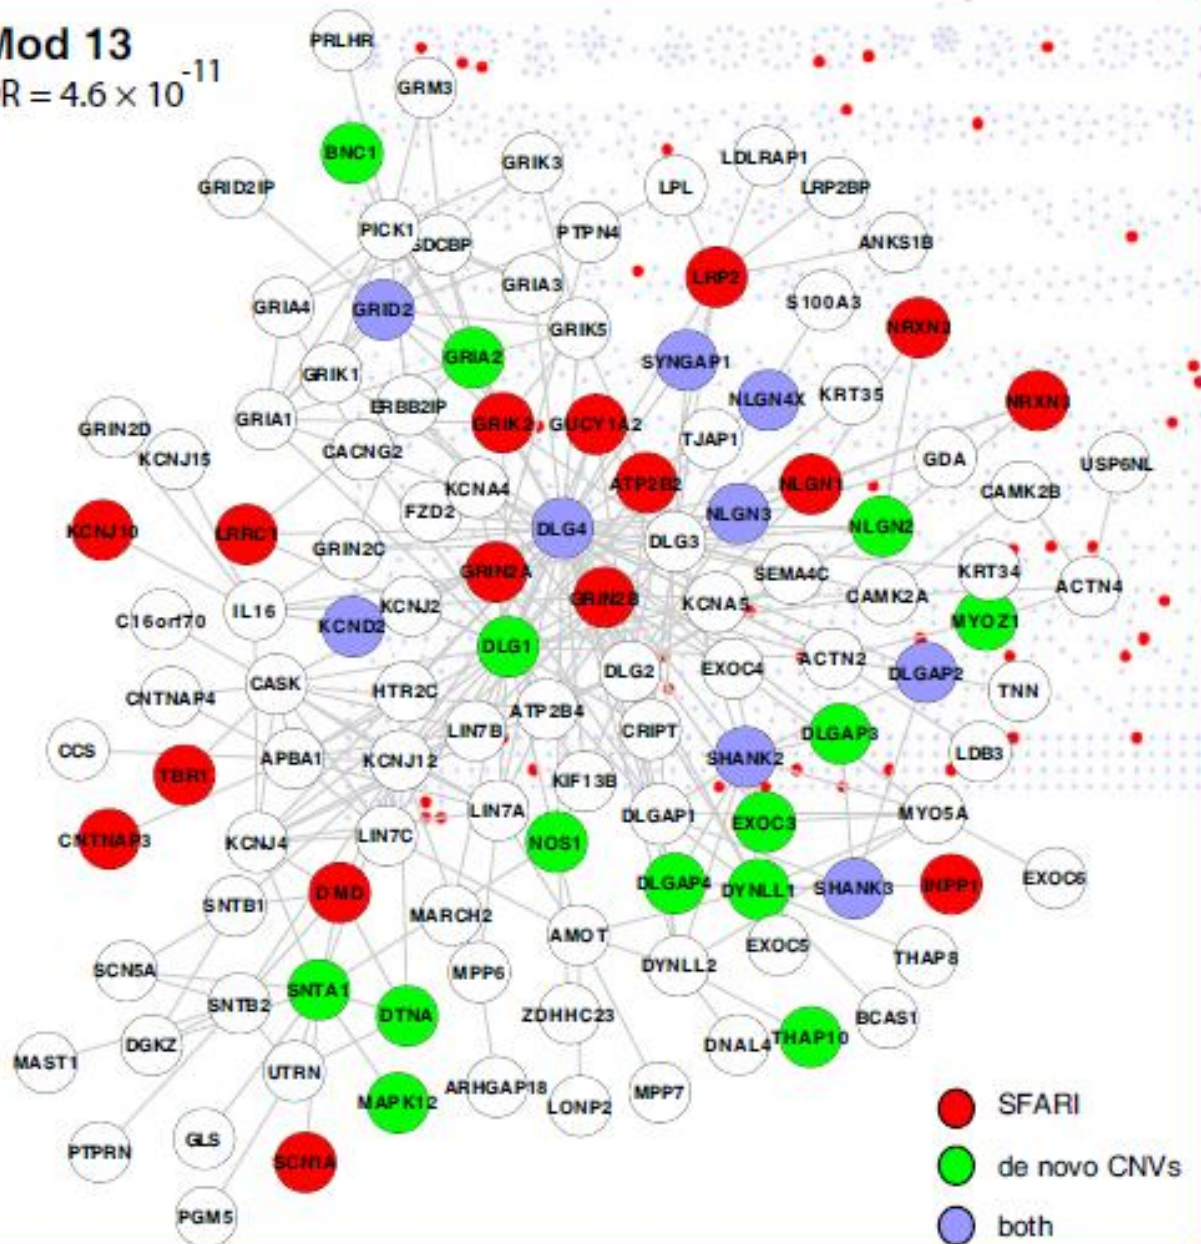 Mod 13
DR = 4.6 × 10^-11
PRLHR
GRM3
BNC1
GRIK3
LDLRAP1
GRID2IP
LPL
LRP2BP
PICK1
SDCBP
PTPN4
ANKS1B
LRP2
GRIA3
GRIA4
GRID2
S100A3
GRIK5
GRIA2
SYNGAP1
GRIK1
NLGN4X
KRT35
ERBB2IP
GRIA1
GRIK2
GUCY1A2
NRXN3
GRIN2D
TJAP1
CACNG2
KCNJ15
GDA
USP6NL
KCNA4
ATP2B2
NLGN1
CAMK2B
FZD2
KCNJ10
LRRC1
DLG4
NLGN3
NLGN2
DLG3
GRIN2C
GRIN2A
SEMA4C
KRT34
ACTN4
GRIN2B
KCNA5
CAMK2A
IL16
KCNJ2
C16orf70
KCND2
MYOZ1
DLG1
DLG2
EXOC4
ACTN2
DLGAP2
CASK
HTR2C
TNN
CNTNAP4
ATP2B4
LIN7B
CRIPT
DLGAP3
CCS
APBA1
KCNJ12
SHANK2
LDB3
TBR1
KIF13B
LIN7A
DLGAP1
MYO5A
EXOC3
CNTNAP3
KCNJ4
LIN7C
NOS1
DLGAP4
DYNLL1
SHANK3
INPP1
EXOC6
DMD
SNTB1
MARCH2
AMOT
EXOC5
SCN5A
MPP6
DYNLL2
THAP8
SNTA1
SNTB2
DTNA
ZDHHC23
BCAS1
DGKZ
DNAL4
THAP10
MAST1
UTRN
ARHGAP18
MPP7
MAPK12
LONP2
SFARI
PTPRN
GLS
SCN1A
de novo CNVs
PGM5
both